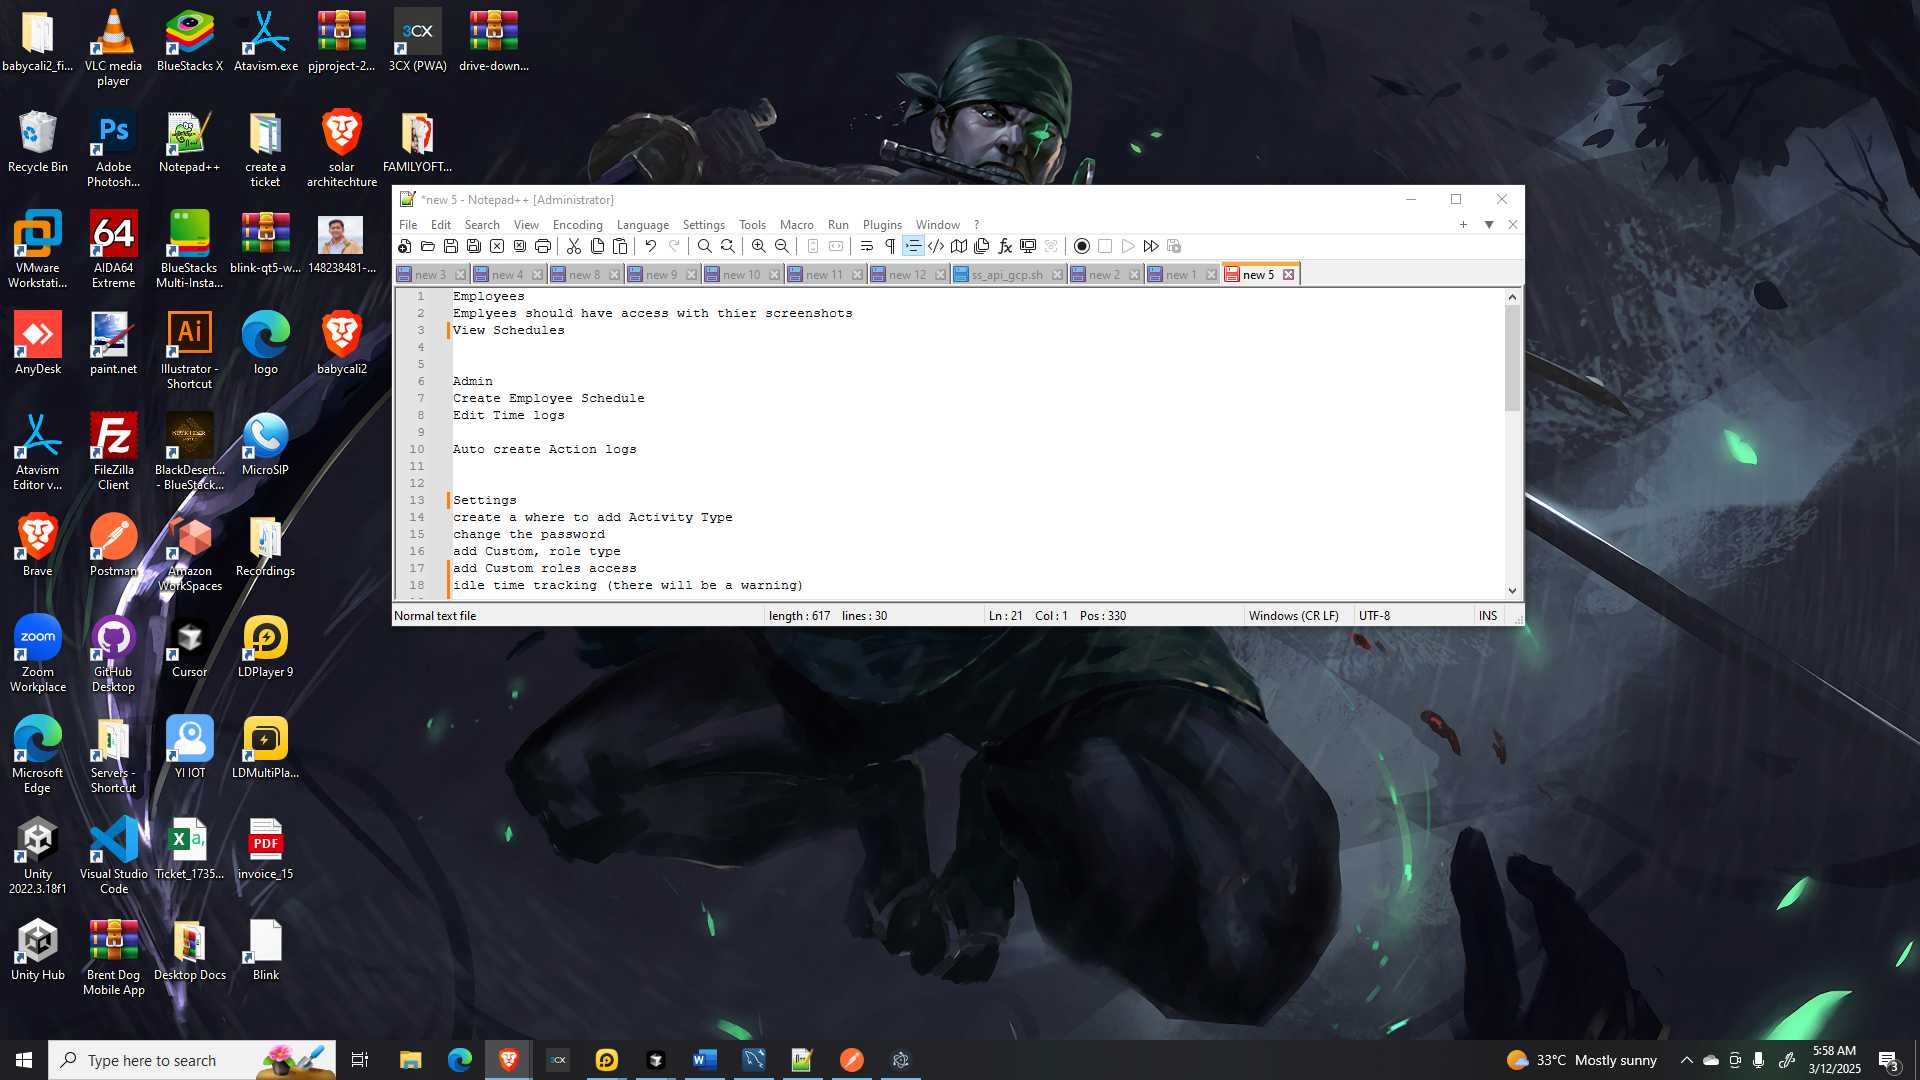 babycali2_fi...
VLC media player
BlueStacks X
Atavism.exe
pjproject-2...
3CX
3CX (PWA)
drive-down...
Recycle Bin
Ps
Adobe Photosh...
Notepad++
create a ticket
solar architechture
FAMILYOFT...
VMware Workstati...
64
AIDA64 Extreme
BlueStacks Multi-Insta...
blink-qt5-w...
148238481-...
AnyDesk
paint.net
Ai
Illustrator - Shortcut
logo
babycali2
Atavism Editor v...
Fz
FileZilla Client
BlackDesert... - BlueStack...
MicroSIP
Brave
Postman
Amazon WorkSpaces
Recordings
zoom
Zoom Workplace
GitHub Desktop
Cursor
LDPlayer 9
Microsoft Edge
Servers - Shortcut
YI IOT
LDMultiPla...
Unity 2022.3.18f1
Visual Studio Code
X a,
Ticket_1735...
PDF
invoice_15
Unity Hub
Brent Dog Mobile App
Desktop Docs
Blink
*new 5 - Notepad++ [Administrator]
File Edit Search View Encoding Language Settings Tools Macro Run Plugins Window ?
new 3 new 4 new 8 new 9 new 10 new 11 new 12 ss_api_gcp.sh new 2 new 1 new 5
1 Employees
2 Emplyees should have access with thier screenshots
3 View Schedules
4
5
6 Admin
7 Create Employee Schedule
8 Edit Time logs
9
10 Auto create Action logs
11
12
13 Settings
14 create a where to add Activity Type
15 change the password
16 add Custom, role type
17 add Custom roles access
18 idle time tracking (there will be a warning)
Normal text file length : 617 lines : 30 Ln : 21 Col : 1 Pos : 330 Windows (CR LF) UTF-8 INS
Type here to search
3CX
33°C Mostly sunny
5:58 AM
3/12/2025
3